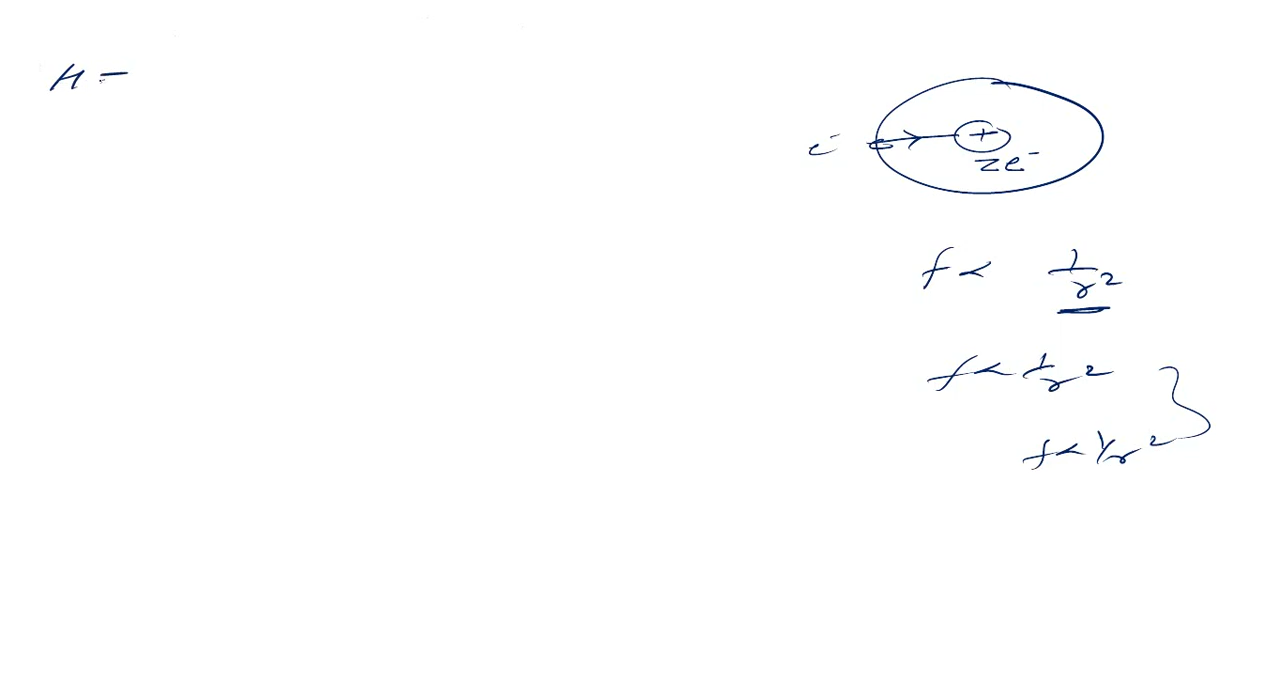 H =
e⁻
+
ze⁻
f ∝ 1/r²
f ∝ 1/r²
f ∝ 1/r²